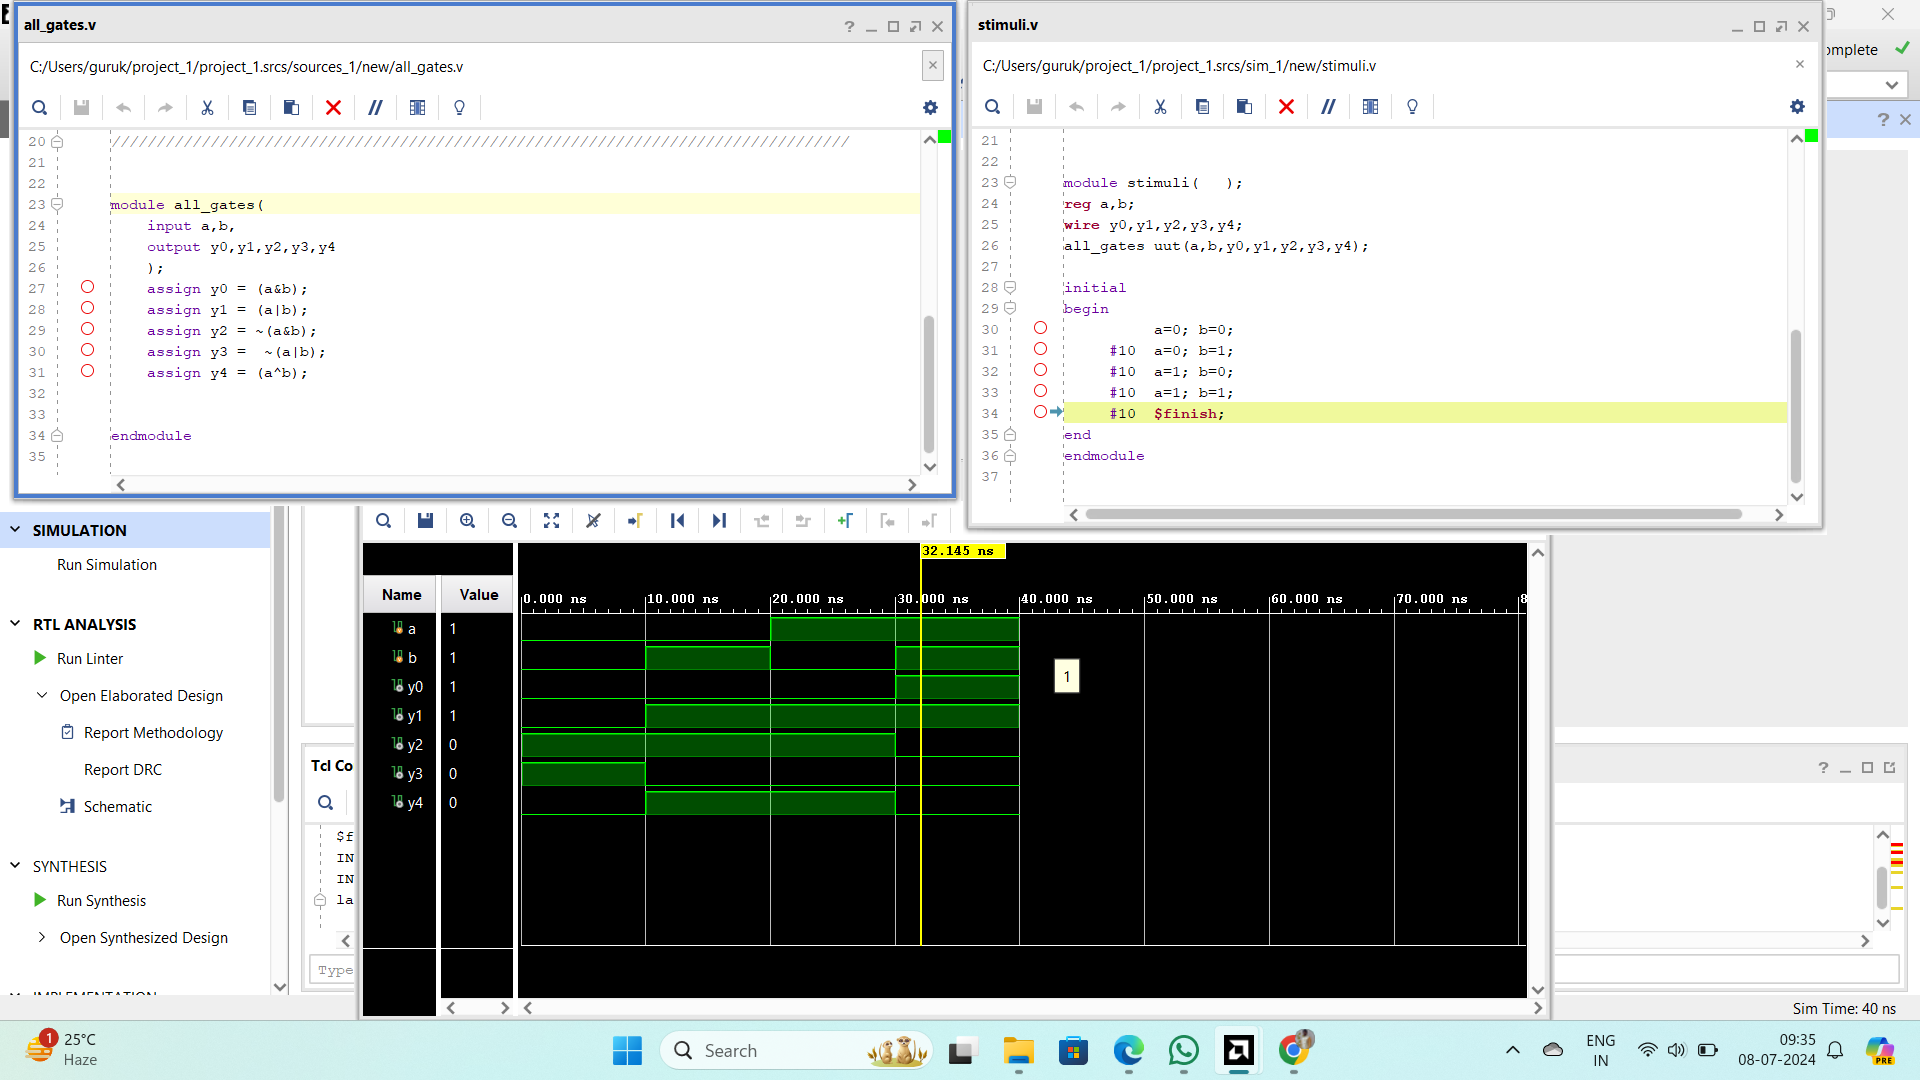 all_gates.v
C:/Users/guruk/project_1/project_1.srcs/sources_1/new/all_gates.v
20 //////////////////////////////////////////////////////////////////////////////////
21
22
23 module all_gates(
24 input a,b,
25 output y0,y1,y2,y3,y4
26 );
27 assign y0 = (a&b);
28 assign y1 = (a|b);
29 assign y2 = ~(a&b);
30 assign y3 =  ~(a|b);
31 assign y4 = (a^b);
32
33
34 endmodule
35
stimuli.v
C:/Users/guruk/project_1/project_1.srcs/sim_1/new/stimuli.v
21
22
23 module stimuli(   );
24 reg a,b;
25 wire y0,y1,y2,y3,y4;
26 all_gates uut(a,b,y0,y1,y2,y3,y4);
27
28 initial
29 begin
30 a=0; b=0;
31 #10  a=0; b=1;
32 #10  a=1; b=0;
33 #10  a=1; b=1;
34 #10  $finish;
35 end
36 endmodule
37
omplete
SIMULATION
Run Simulation
RTL ANALYSIS
Run Linter
Open Elaborated Design
Report Methodology
Report DRC
Schematic
SYNTHESIS
Run Synthesis
Open Synthesized Design
IMPLEMENTATION
Tcl Co
$f
IN
IN
la
Type
32.145 ns
Name Value
0.000 ns 10.000 ns 20.000 ns 30.000 ns 40.000 ns 50.000 ns 60.000 ns 70.000 ns 8
a 1
b 1
y0 1
y1 1
y2 0
y3 0
y4 0
1
Sim Time: 40 ns
1
25°C
Haze
Search
ENG
IN
09:35
08-07-2024
PRE